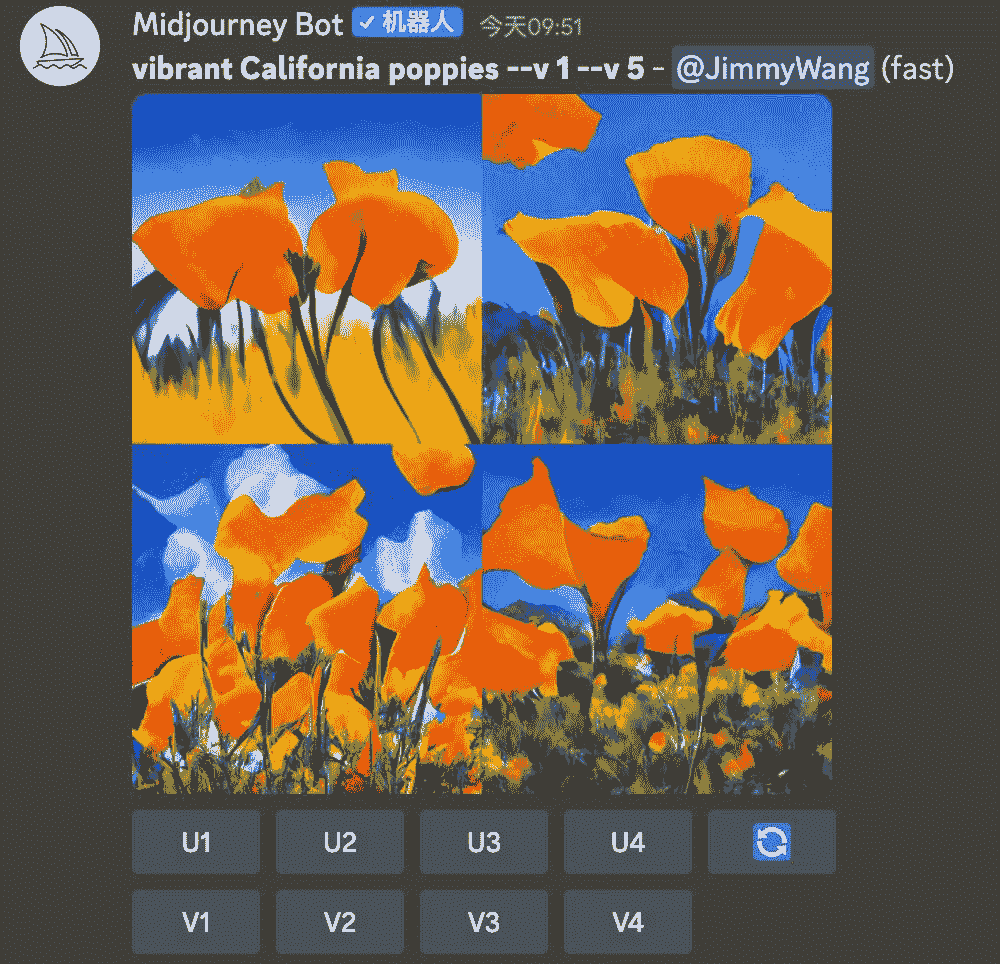 Midjourney Bot ✓ 机器人 今天09:51
vibrant California poppies --v 1 --v 5 - @JimmyWang (fast)
U1 U2 U3 U4
V1 V2 V3 V4